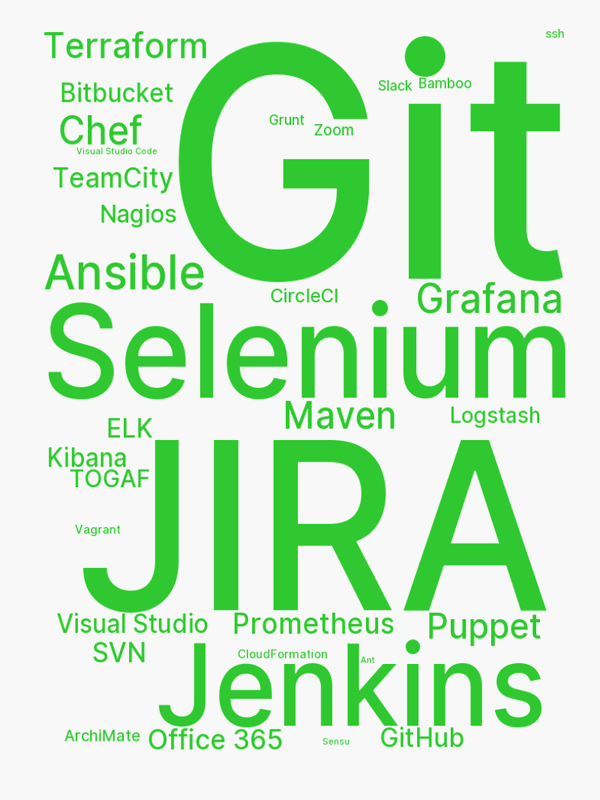 ssh
Terraform
Git
Slack
Bamboo
Bitbucket
Grunt
Zoom
Chef
Visual Studio Code
TeamCity
Nagios
Ansible
CircleCI
Grafana
Selenium
Maven
Logstash
ELK
Kibana
TOGAF
JIRA
Vagrant
Visual Studio
Prometheus
Puppet
SVN
CloudFormation
Ant
Jenkins
ArchiMate
Office 365
Sensu
GitHub